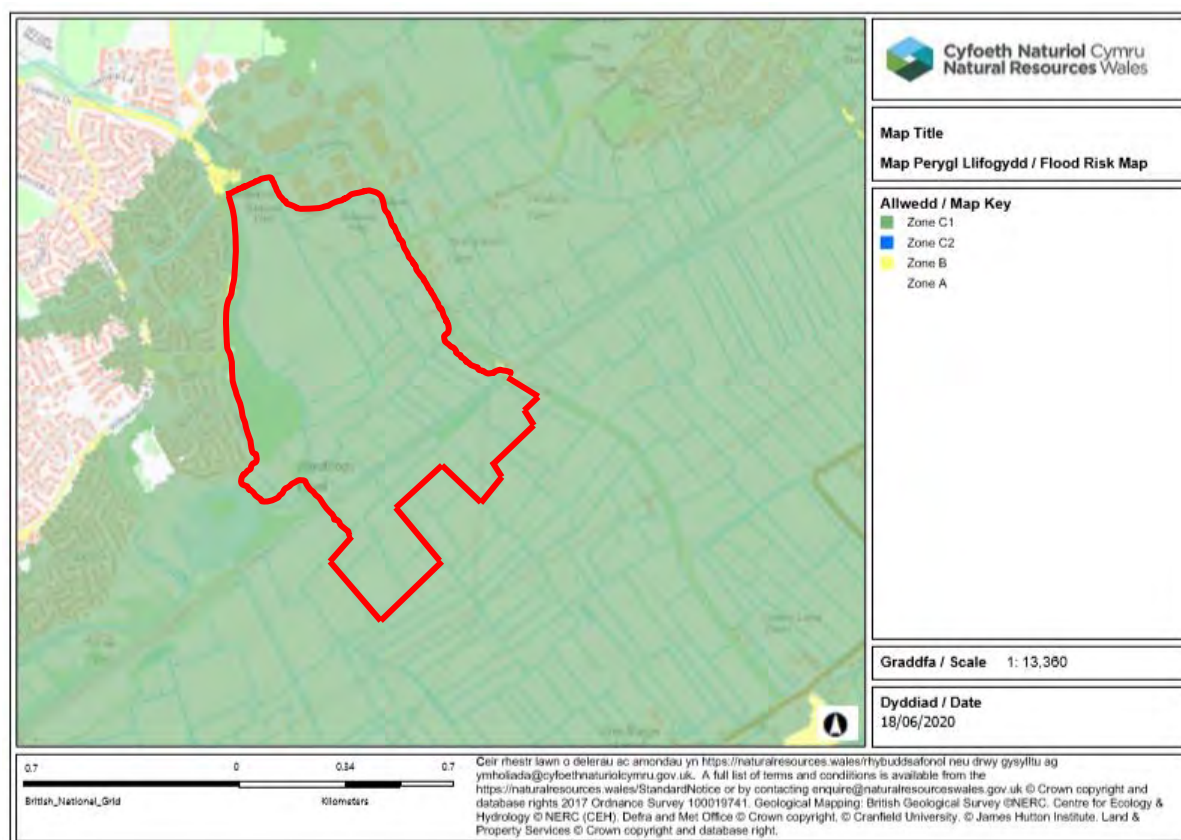 Cyfoeth Naturiol Cymru
Natural Resources Wales
Map Title
Map Perygl Llifogydd / Flood Risk Map
Allwedd / Map Key
Zone C1
Zone C2
Zone B
Zone A
Graddfa / Scale 1: 13,360
Dyddiad / Date
18/06/2020
0.7 0 0.34 0.7
British_National_Grid Kilometers
Ceir rhestr lawn o delerau ac amondau yn https://naturalresources.wales/rhybuddsafonol neu drwy gysylltu ag
ymholiada@cyfoethnaturiolcymru.gov.uk. A full list of terms and conditions is available from the
https://naturalresources.wales/StandardNotice or by contacting enquire@naturalresourceswales.gov.uk © Crown copyright and
database rights 2017 Ordnance Survey 100019741. Geological Mapping: British Geological Survey ©NERC. Centre for Ecology &
Hydrology © NERC (CEH). Defra and Met Office © Crown copyright. © Cranfield University. © James Hutton Institute. Land &
Property Services © Crown copyright and database right.